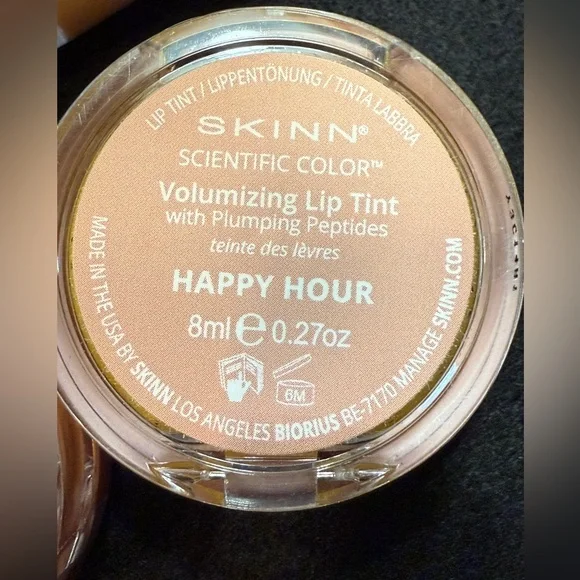 LIP TINT / LIPPENTÖNUNG / TINTA LABBRA
SKINN®
SCIENTIFIC COLOR™
Volumizing Lip Tint
with Plumping Peptides
teinte des lèvres
HAPPY HOUR
8ml e 0.27oz
6M
MADE IN THE USA BY SKINN LOS ANGELES BIORIUS BE-7170 MANAGE SKINN.COM